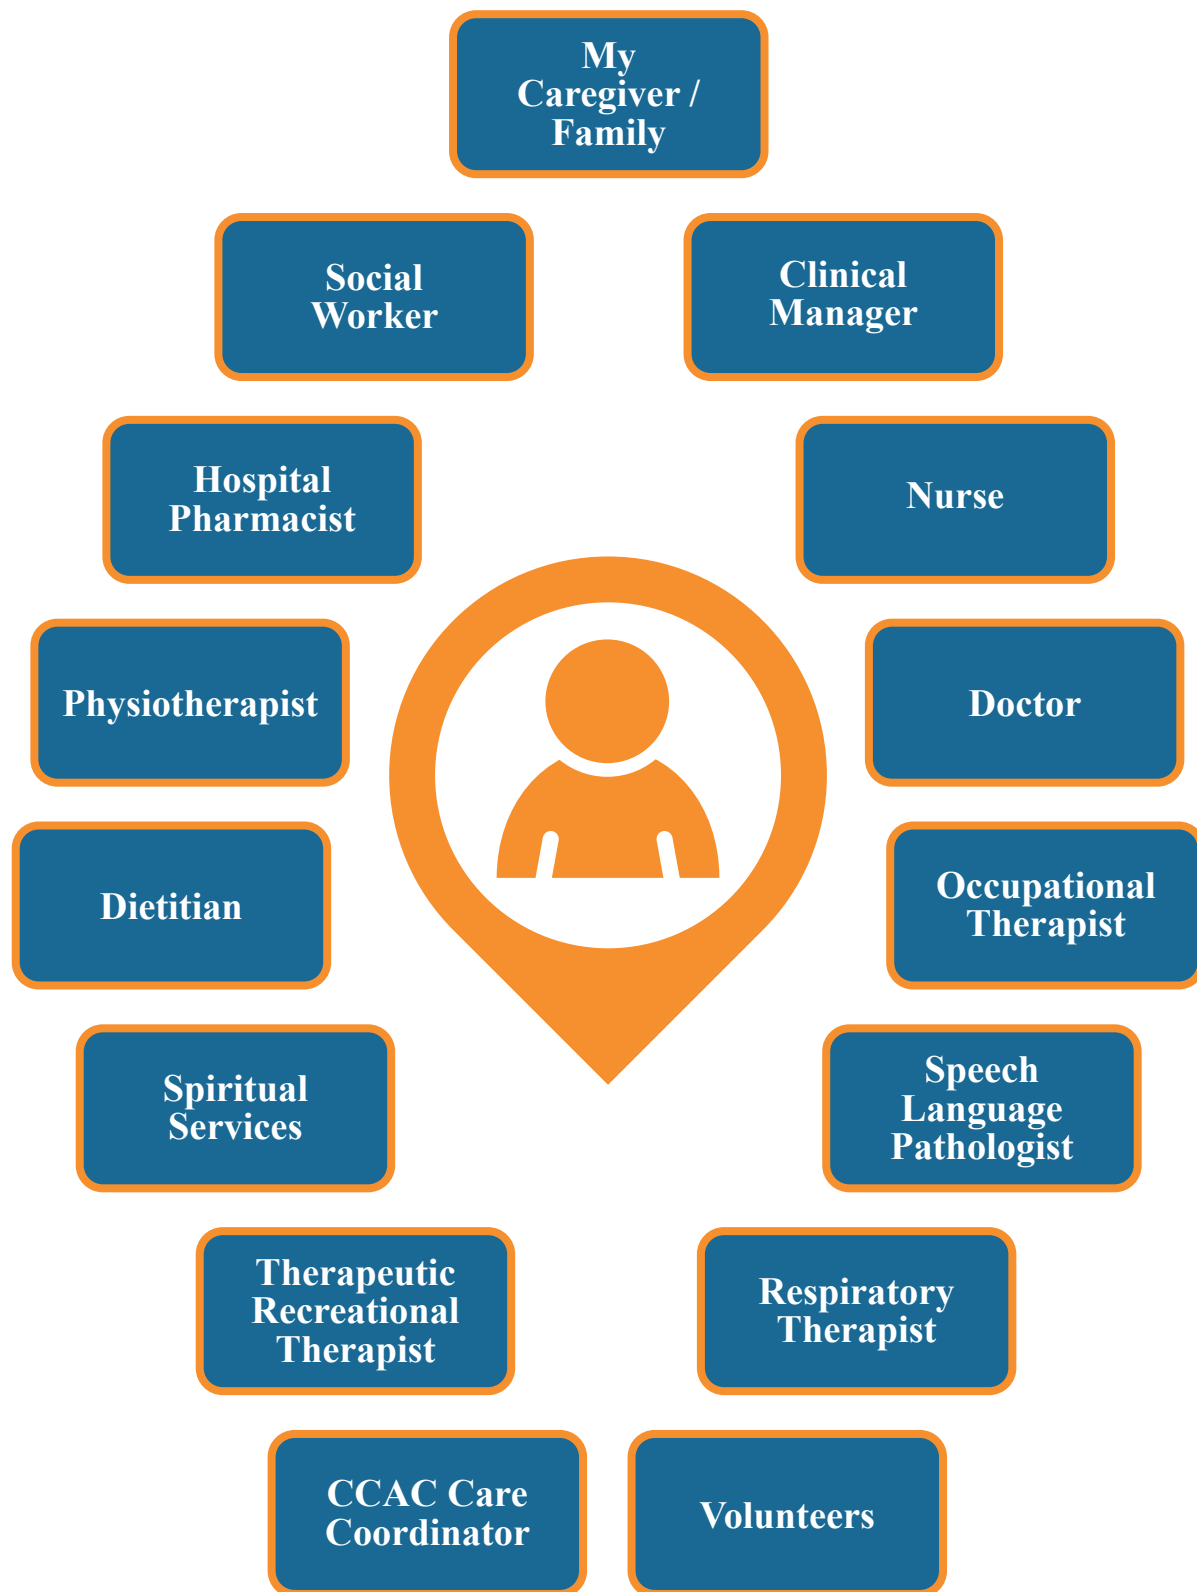 My
Caregiver /
Family
Social
Worker
Clinical
Manager
Hospital
Pharmacist
Nurse
Physiotherapist
Doctor
Dietitian
Occupational
Therapist
Spiritual
Services
Speech
Language
Pathologist
Therapeutic
Recreational
Therapist
Respiratory
Therapist
CCAC Care
Coordinator
Volunteers